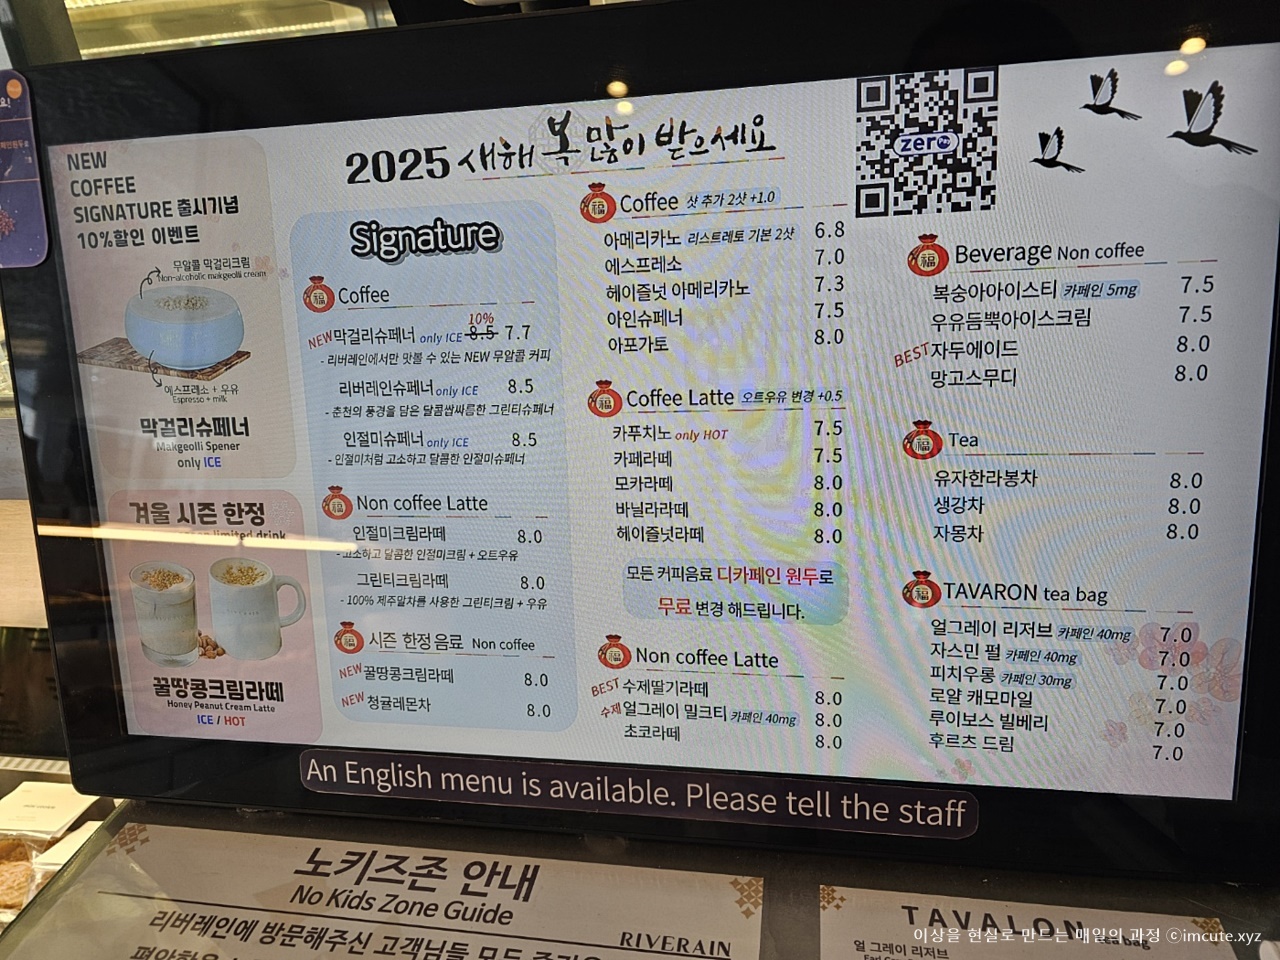 NEW
COFFEE
SIGNATURE 출시기념
10%할인 이벤트
무알콜 막걸리크림
Non-alcoholic makgeolli cream
에스프레소 + 우유
Espresso + milk
막걸리슈페너
Makgeolli Spener
only ICE
겨울 시즌 한정
limited drink
꿀땅콩크림라떼
Honey Peanut Cream Latte
ICE / HOT
2025 새해 복 많이 받으세요
Signature
福 Coffee
10%
NEW 막걸리슈페너 only ICE 8.5 7.7
- 리버레인에서만 맛볼 수 있는 NEW 무알콜 커피
리버레인슈페너 only ICE 8.5
- 춘천의 풍경을 담은 달콤쌉싸름한 그린티슈페너
인절미슈페너 only ICE 8.5
- 인절미처럼 고소하고 달콤한 인절미슈페너
福 Non coffee Latte
인절미크림라떼 8.0
- 고소하고 달콤한 인절미크림 + 오트우유
그린티크림라떼 8.0
- 100% 제주말차를 사용한 그린티크림 + 우유
福 시즌 한정 음료 Non coffee
NEW 꿀땅콩크림라떼 8.0
NEW 청귤레몬차 8.0
福 Coffee 샷 추가 2샷 +1.0
아메리카노 리스트레토 기본 2샷 6.8
에스프레소 7.0
헤이즐넛 아메리카노 7.3
아인슈페너 7.5
아포가토 8.0
福 Coffee Latte 오트우유 변경 +0.5
카푸치노 only HOT 7.5
카페라떼 7.5
모카라떼 8.0
바닐라라떼 8.0
헤이즐넛라떼 8.0
모든 커피음료 디카페인 원두로
무료 변경 해드립니다.
福 Non coffee Latte
BEST 수제딸기라떼 8.0
수제 얼그레이 밀크티 카페인 40mg 8.0
초코라떼 8.0
zero
福 Beverage Non coffee
복숭아아이스티 카페인 5mg 7.5
우유듬뿍아이스크림 7.5
BEST 자두에이드 8.0
망고스무디 8.0
福 Tea
유자한라봉차 8.0
생강차 8.0
자몽차 8.0
福 TAVARON tea bag
얼그레이 리저브 카페인 40mg 7.0
자스민 펄 카페인 40mg 7.0
피치우롱 카페인 30mg 7.0
로얄 캐모마일 7.0
루이보스 빌베리 7.0
후르츠 드림 7.0
An English menu is available. Please tell the staff
노키즈존 안내
No Kids Zone Guide
리버레인에 방문해주신 고객님들 모두
RIVERAIN
TAVALON tea bag
얼 그레이 리저브
이상을 현실로 만드는 매일의 과정 ⓒimcute.xyz